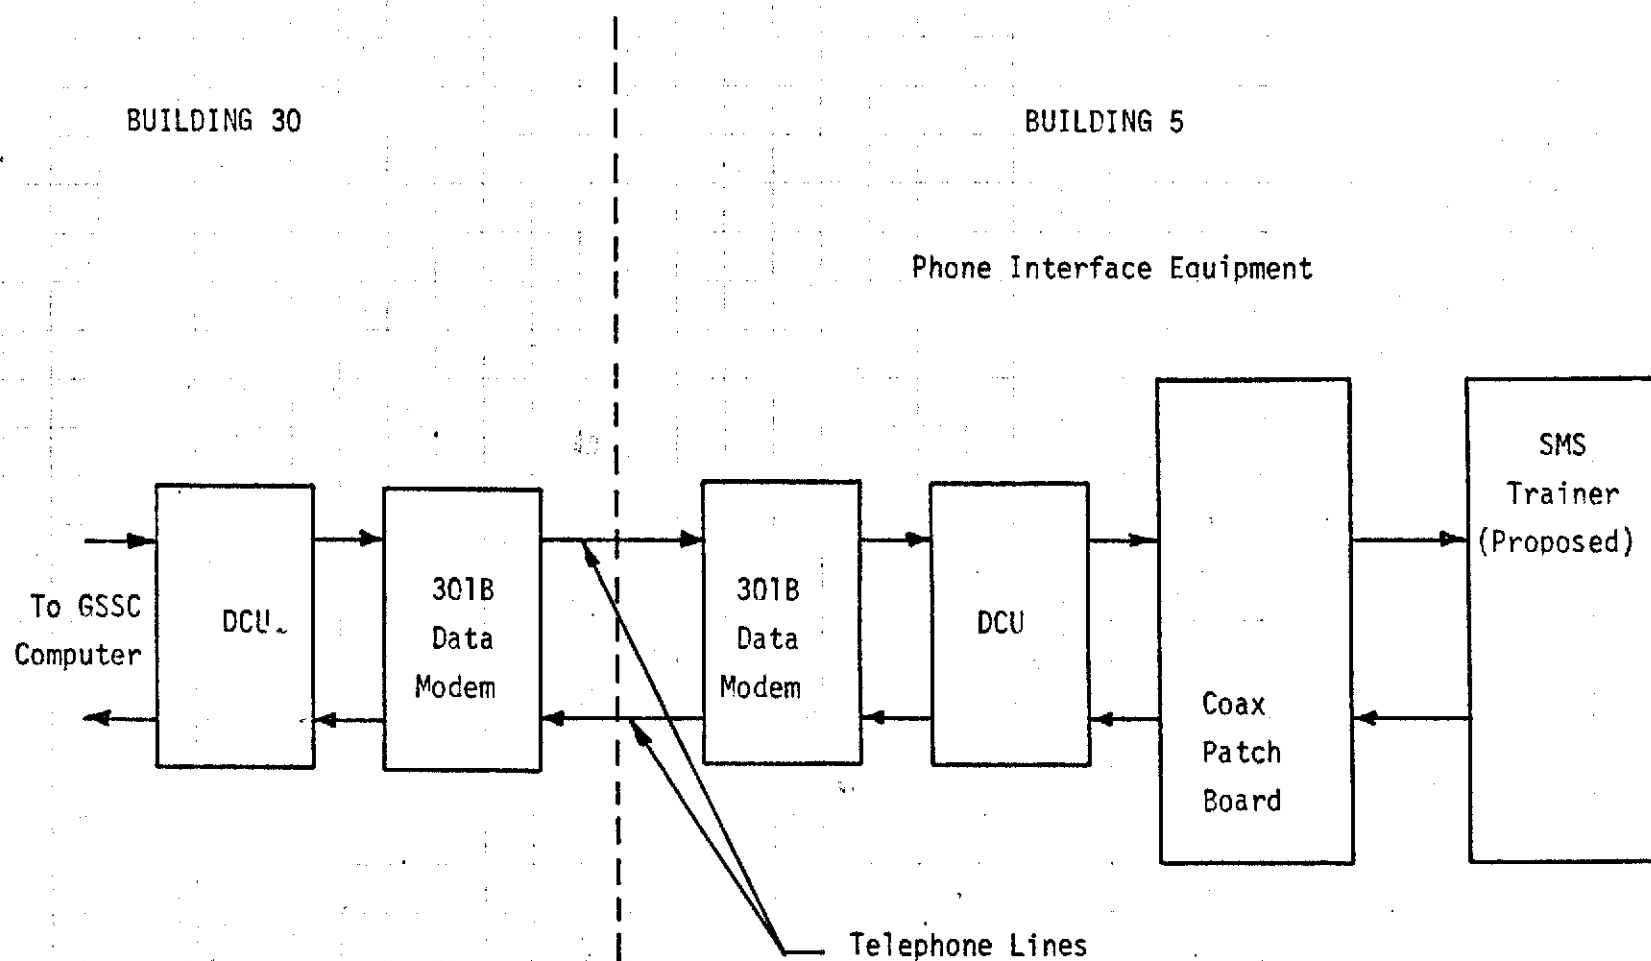 BUILDING 30
BUILDING 5
Phone Interface Equipment
To GSSC
Computer
DCU
301B
Data
Modem
301B
Data
Modem
DCU
Coax
Patch
Board
SMS
Trainer
(Proposed)
Telephone Lines